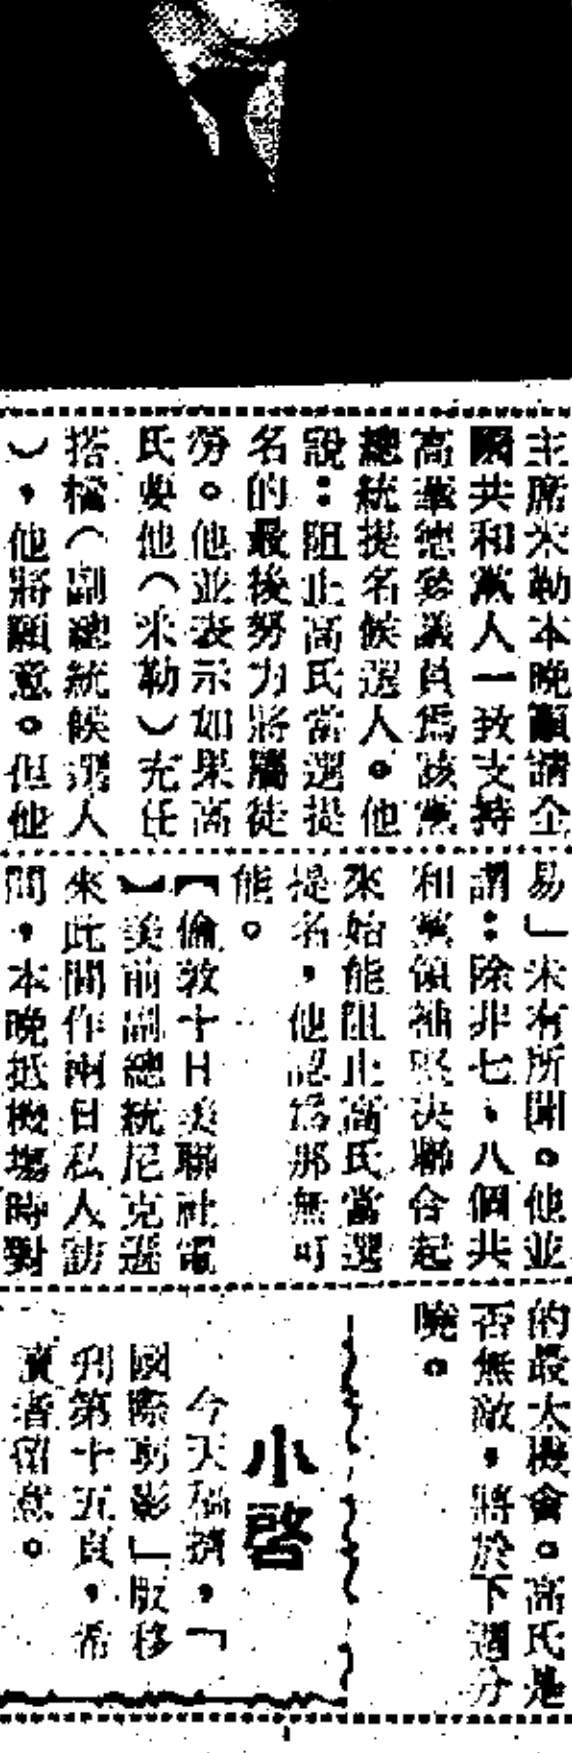 主席米勒本晚籲請全
國共和黨人一致支持
高華德參議員爲該黨
總統提名候選人。他
說：阻止高氏當選提
名的最後努力將屬徒
勞。他並表示如果高
氏要他（米勒）充任
搭檔（副總統候選人
），他將願意。但他
易」未有所聞。他並
謂：除非七、八個共
和黨領袖堅決聯合起
來始能阻止高氏當選
提名，他認爲那無可
能。
【倫敦十日美聯社電
】美前副總統尼克遜
來此間作兩日私人訪
問，本晚抵機場時對
的最大機會。高氏是
否無敵，將於下週分
曉。
小啓
今天稿擠，「
國際剪影」版移
刋第十五頁，希
讀者留意。